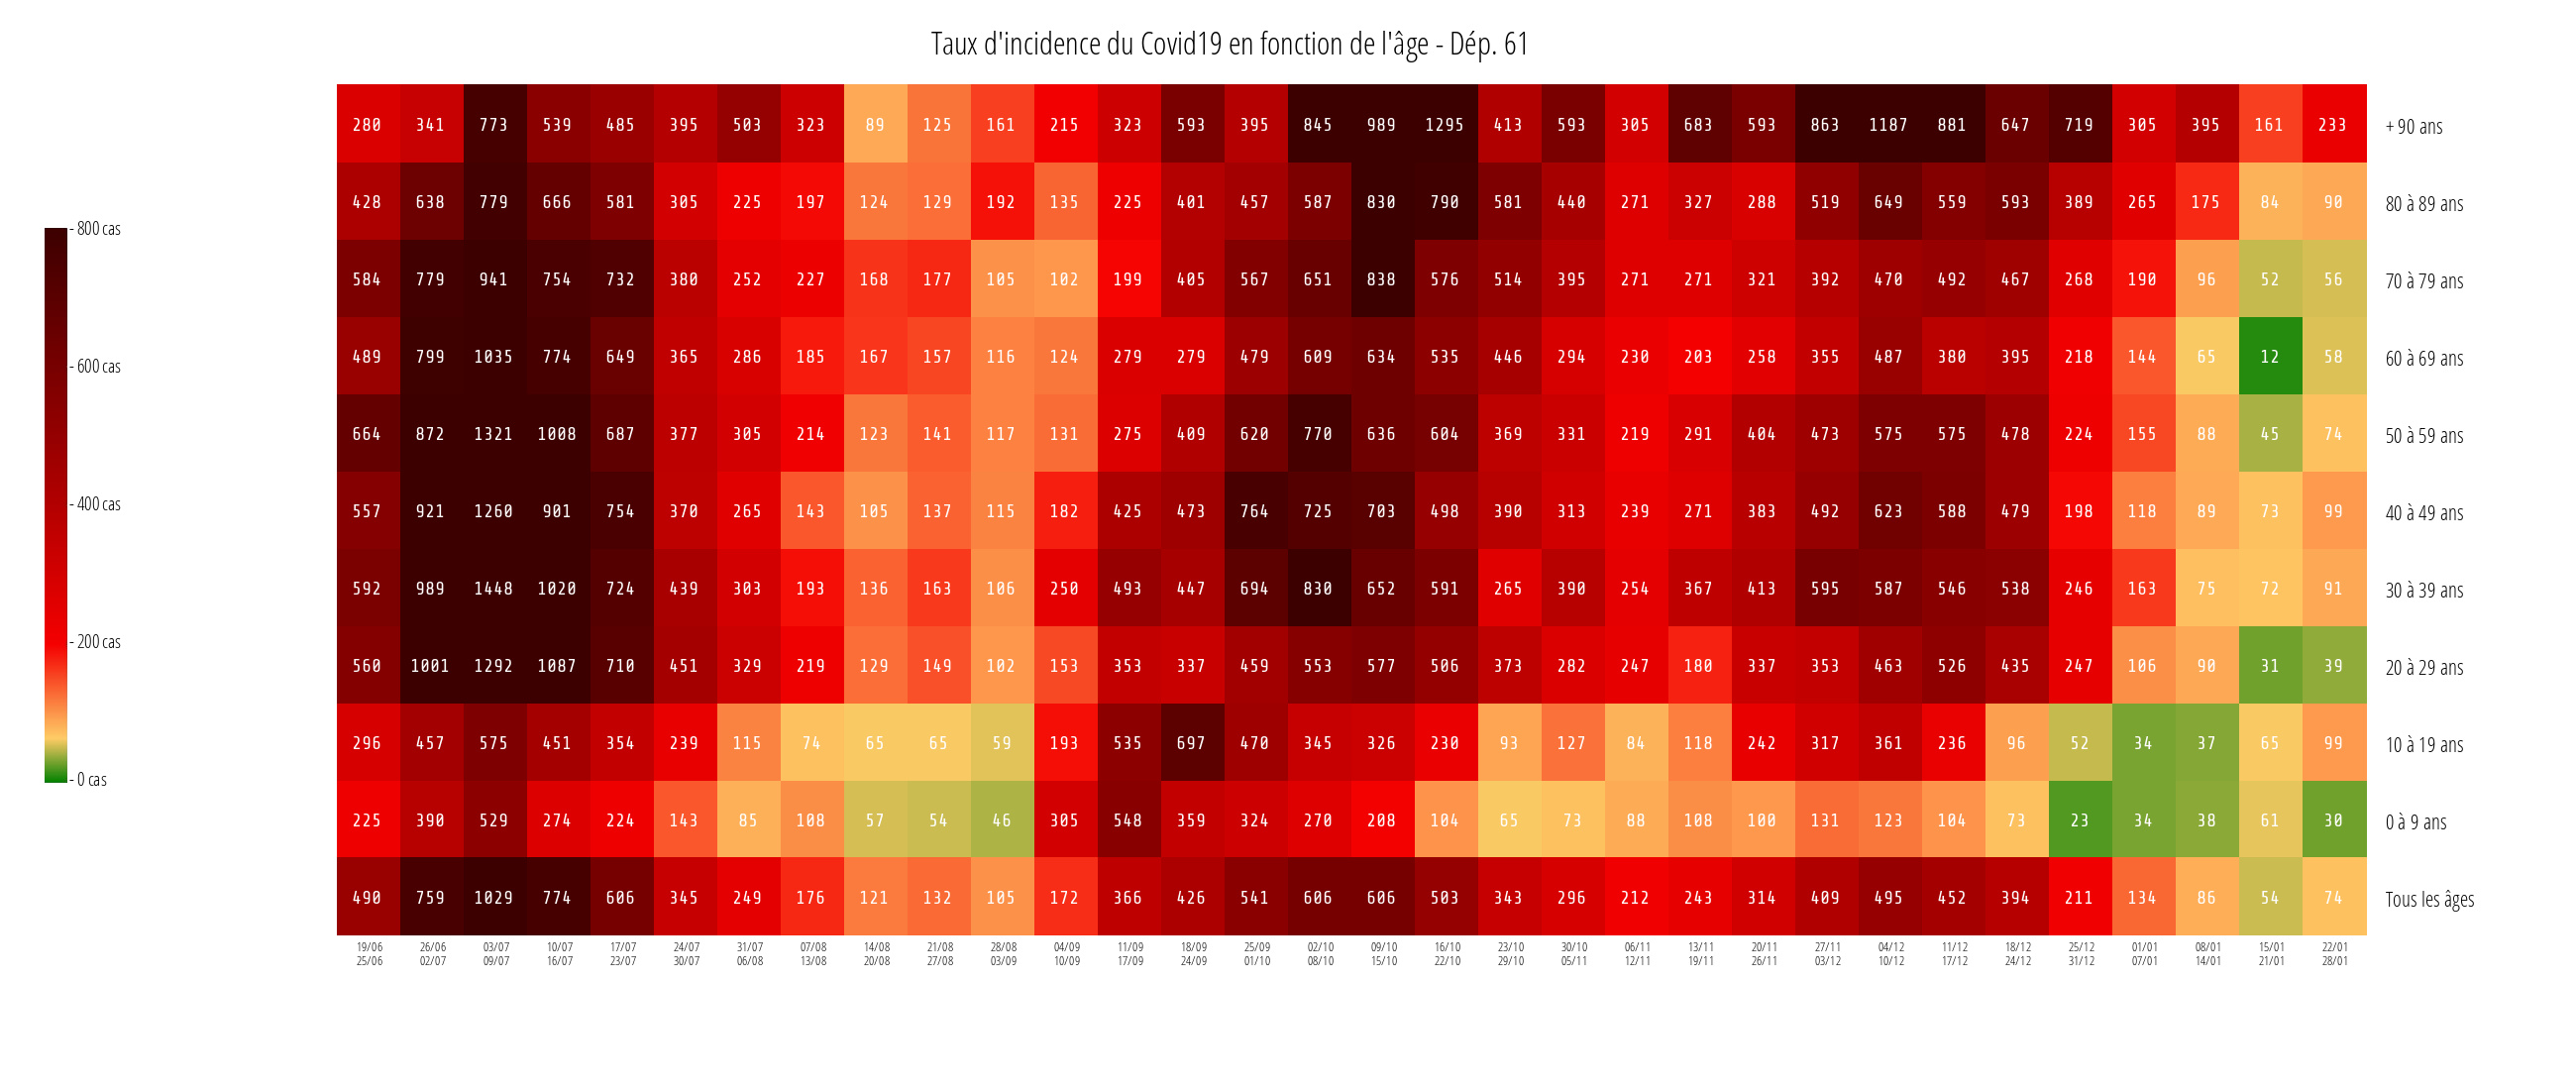 Taux d'incidence du Covid19 en fonction de l'âge - Dép. 61
280 341 773 539 485 395 503 323 89 125 161 215 323 593 395 845 989 1295 413 593 305 683 593 863 1187 881 647 719 305 395 161 233 + 90 ans
428 638 779 666 581 305 225 197 124 129 192 135 225 401 457 587 830 790 581 440 271 327 288 519 649 559 593 389 265 175 84 90 80 à 89 ans
584 779 941 754 732 380 252 227 168 177 105 102 199 405 567 651 838 576 514 395 271 271 321 392 470 492 467 268 190 96 52 56 70 à 79 ans
489 799 1035 774 649 365 286 185 167 157 116 124 279 279 479 609 634 535 446 294 230 203 258 355 487 380 395 218 144 65 12 58 60 à 69 ans
664 872 1321 1008 687 377 305 214 123 141 117 131 275 409 620 770 636 604 369 331 219 291 404 473 575 575 478 224 155 88 45 74 50 à 59 ans
557 921 1260 901 754 370 265 143 105 137 115 182 425 473 764 725 703 498 390 313 239 271 383 492 623 588 479 198 118 89 73 99 40 à 49 ans
592 989 1448 1020 724 439 303 193 136 163 106 250 493 447 694 830 652 591 265 390 254 367 413 595 587 546 538 246 163 75 72 91 30 à 39 ans
560 1001 1292 1087 710 451 329 219 129 149 102 153 353 337 459 553 577 506 373 282 247 180 337 353 463 526 435 247 106 90 31 39 20 à 29 ans
296 457 575 451 354 239 115 74 65 65 59 193 535 697 470 345 326 230 93 127 84 118 242 317 361 236 96 52 34 37 65 99 10 à 19 ans
225 390 529 274 224 143 85 108 57 54 46 305 548 359 324 270 208 104 65 73 88 108 100 131 123 104 73 23 34 38 61 30 0 à 9 ans
490 759 1029 774 606 345 249 176 121 132 105 172 366 426 541 606 606 503 343 296 212 243 314 409 495 452 394 211 134 86 54 74 Tous les âges
19/06 26/06 03/07 10/07 17/07 24/07 31/07 07/08 14/08 21/08 28/08 04/09 11/09 18/09 25/09 02/10 09/10 16/10 23/10 30/10 06/11 13/11 20/11 27/11 04/12 11/12 18/12 25/12 01/01 08/01 15/01 22/01
25/06 02/07 09/07 16/07 23/07 30/07 06/08 13/08 20/08 27/08 03/09 10/09 17/09 24/09 01/10 08/10 15/10 22/10 29/10 05/11 12/11 19/11 26/11 03/12 10/12 17/12 24/12 31/12 07/01 14/01 21/01 28/01
- 800 cas
- 600 cas
- 400 cas
- 200 cas
- 0 cas